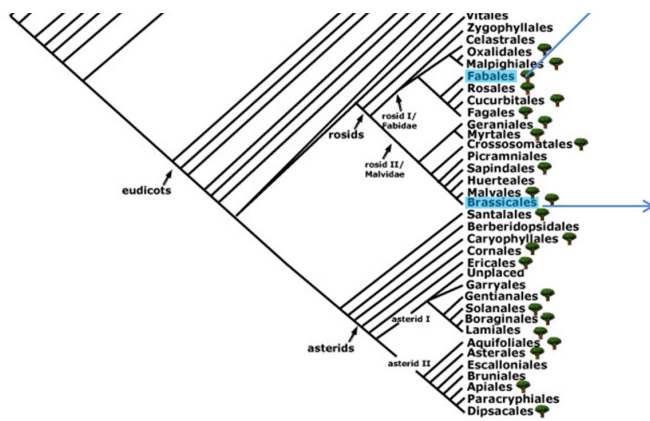 Vitales
Zygophyllales
Celastrales
Oxalidales
Malpighiales
Fabales
Rosales
Cucurbitales
Fagales
Geraniales
Myrtales
Crossosomatales
Picramniales
Sapindales
Huerteales
Malvales
Brassicales
Santalales
Berberidopsidales
Caryophyllales
Cornales
Ericales
Unplaced
Garryales
Gentianales
Solanales
Boraginales
Lamiales
Aquifoliales
Asterales
Escalloniales
Bruniales
Apiales
Paracryphiales
Dipsacales
rosid I/
Fabidae
rosids
rosid II/
Malvidae
eudicots
asterid I
asterids
asterid II